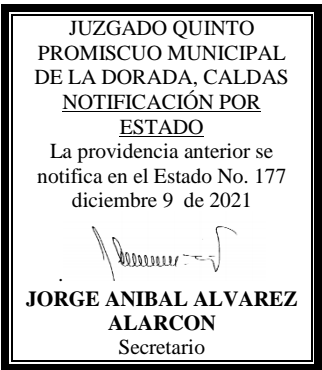 JUZGADO QUINTO
PROMISCUO MUNICIPAL
DE LA DORADA, CALDAS
NOTIFICACIÓN POR
ESTADO
La providencia anterior se
notifica en el Estado No. 177
diciembre 9 de 2021
JORGE ANIBAL ALVAREZ
ALARCON
Secretario